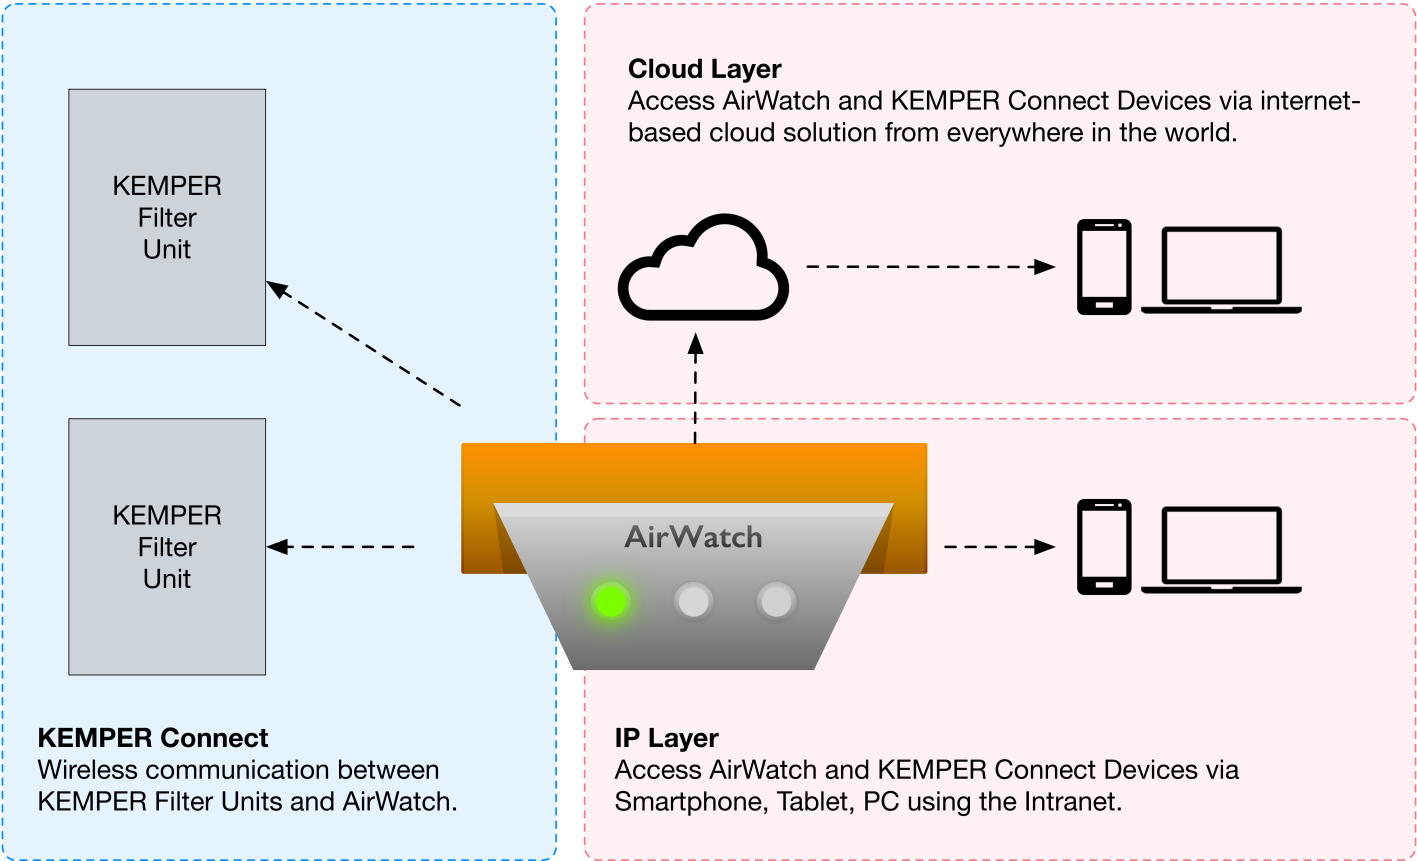 KEMPER
Filter
Unit
KEMPER
Filter
Unit
KEMPER Connect
Wireless communication between
KEMPER Filter Units and AirWatch.
Cloud Layer
Access AirWatch and KEMPER Connect Devices via internet-
based cloud solution from everywhere in the world.
AirWatch
IP Layer
Access AirWatch and KEMPER Connect Devices via
Smartphone, Tablet, PC using the Intranet.